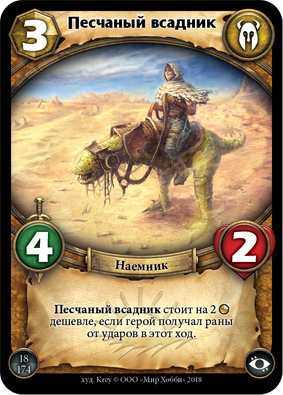 3
Песчаный всадник
4
Наемник
2
Песчаный всадник стоит на 2
дешевле, если герой получал раны
от ударов в этот ход.
18
174
худ. Krey © ООО «Мир Хобби» 2018